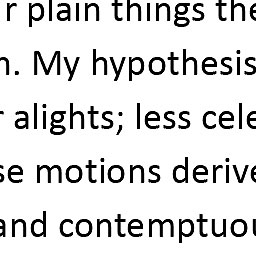 r plain things the
n. My hypothesis
r alights; less cele
se motions derive
and contemptuou